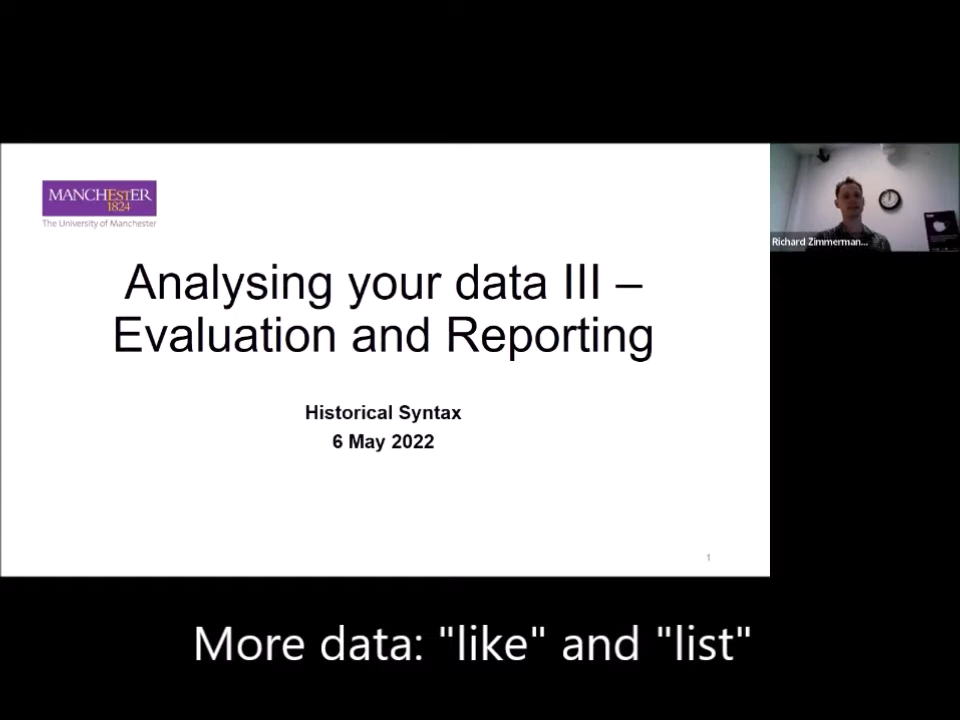 MANCHESTER
1824
The University of Manchester
Richard Zimmerman...
Analysing your data III –
Evaluation and Reporting
Historical Syntax
6 May 2022
1
More data: "like" and "list"